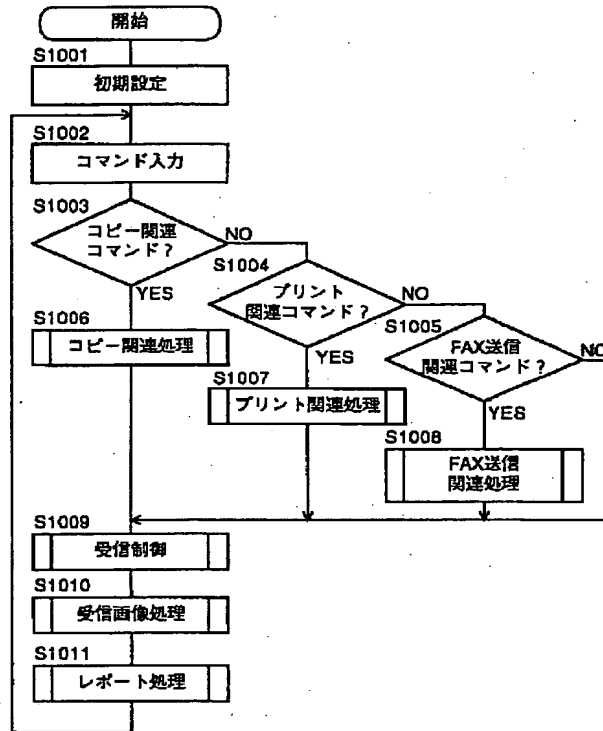 開始
S1001
初期設定
S1002
コマンド入力
S1003
コピー関連
コマンド?
NO
YES
S1004
プリント
関連コマンド?
NO
YES
S1005
FAX送信
関連コマンド?
NO
YES
S1006
コピー関連処理
S1007
プリント関連処理
S1008
FAX送信
関連処理
S1009
受信制御
S1010
受信画像処理
S1011
レポート処理